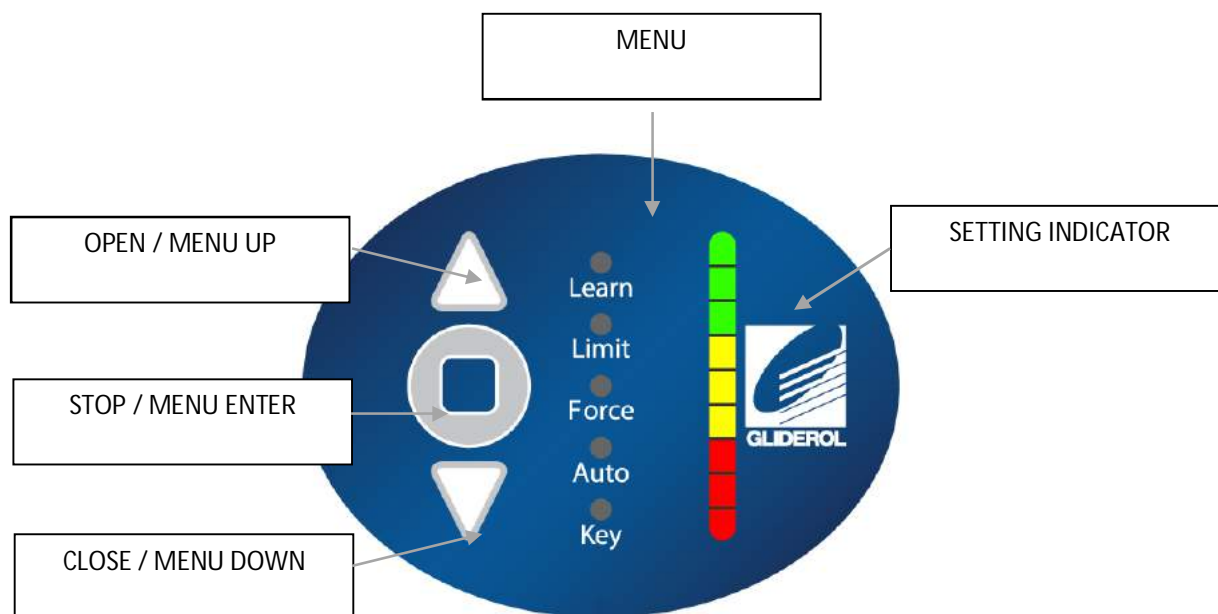 MENU
OPEN / MENU UP
SETTING INDICATOR
Learn
Limit
STOP / MENU ENTER
Force
GLIDEROL
Auto
Key
CLOSE / MENU DOWN